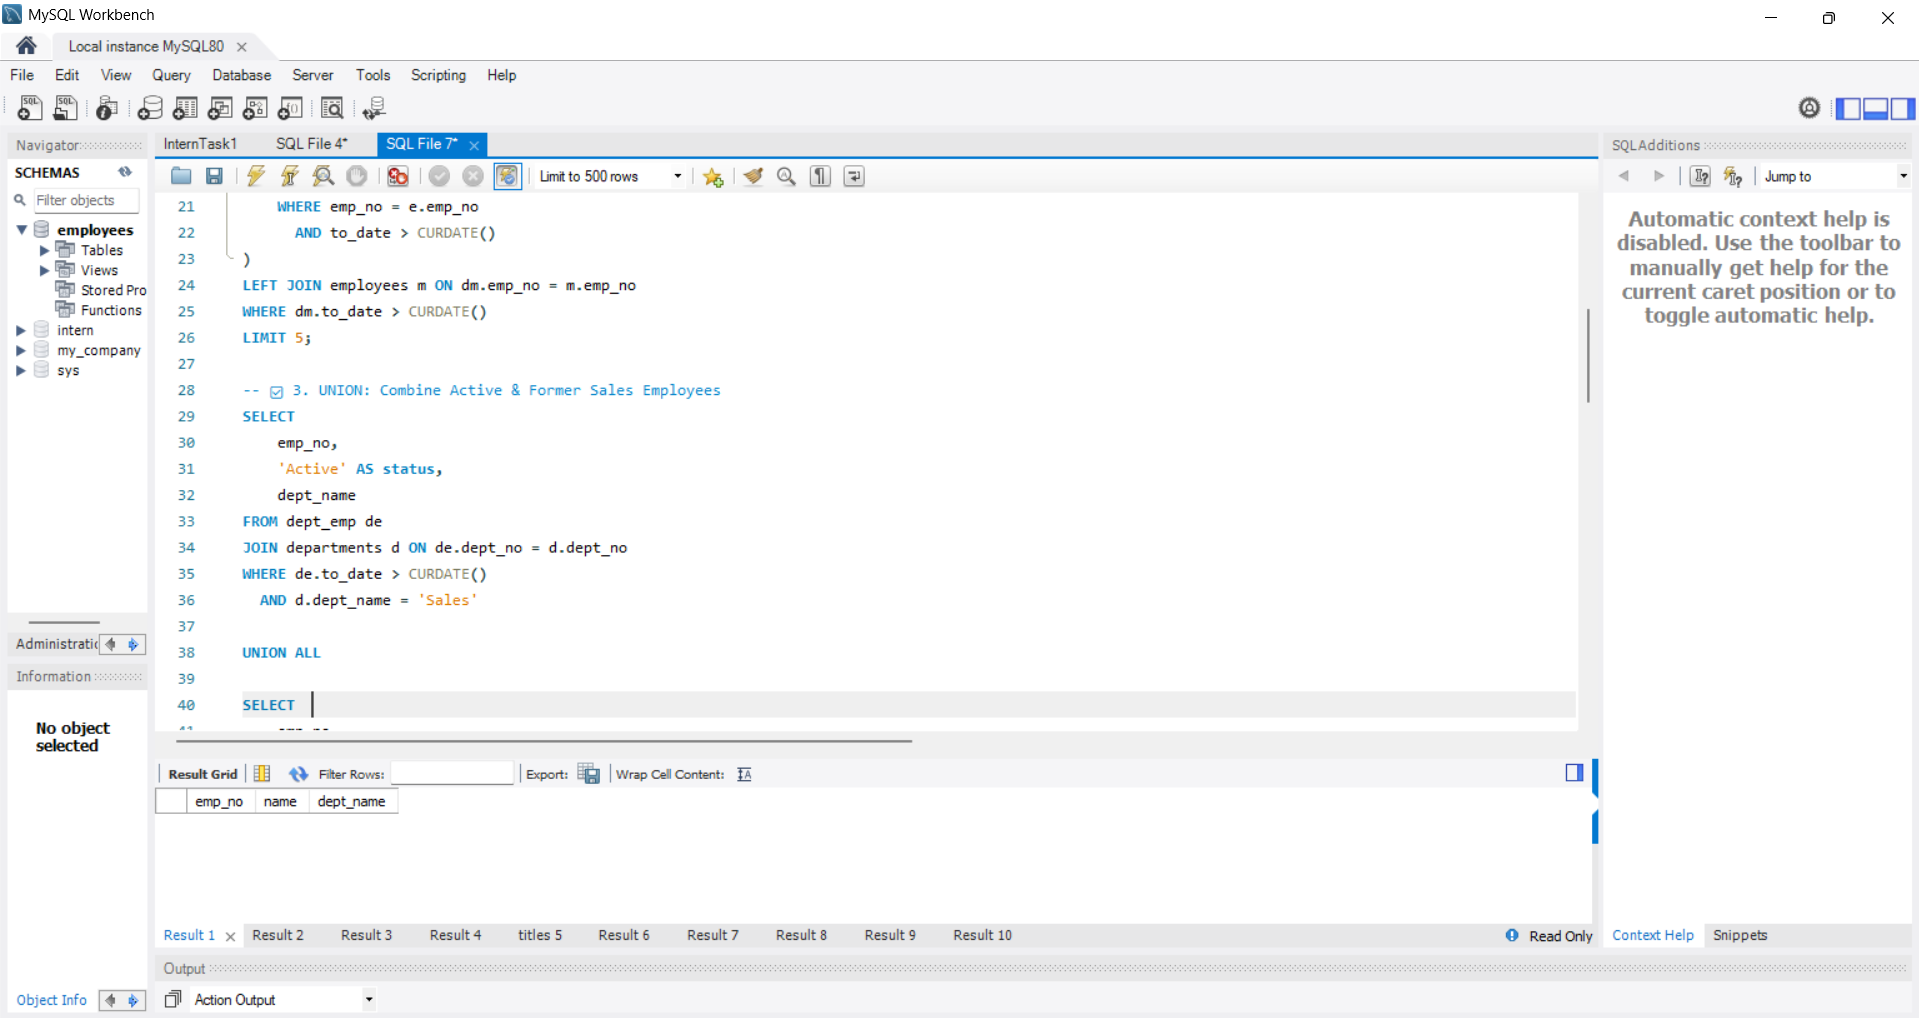 MySQL Workbench
Local instance MySQL80
File Edit View Query Database Server Tools Scripting Help
Navigator
SCHEMAS
Filter objects
employees
Tables
Views
Stored Pro
Functions
intern
my_company
sys
Administratic
Information
No object
selected
Object Info
InternTask1 SQL File 4* SQL File 7*
Limit to 500 rows
21 WHERE emp_no = e.emp_no
22 AND to_date > CURDATE()
23 )
24 LEFT JOIN employees m ON dm.emp_no = m.emp_no
25 WHERE dm.to_date > CURDATE()
26 LIMIT 5;
27
28 -- ☑ 3. UNION: Combine Active & Former Sales Employees
29 SELECT
30 emp_no,
31 'Active' AS status,
32 dept_name
33 FROM dept_emp de
34 JOIN departments d ON de.dept_no = d.dept_no
35 WHERE de.to_date > CURDATE()
36 AND d.dept_name = 'Sales'
37
38 UNION ALL
39
40 SELECT
Result Grid Filter Rows: Export: Wrap Cell Content:
emp_no name dept_name
Result 1 Result 2 Result 3 Result 4 titles 5 Result 6 Result 7 Result 8 Result 9 Result 10
Read Only
Output
Action Output
SQLAdditions
Jump to
Automatic context help is
disabled. Use the toolbar to
manually get help for the
current caret position or to
toggle automatic help.
Context Help Snippets